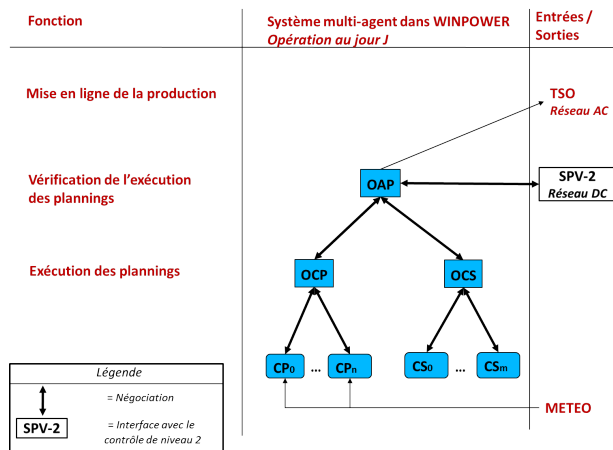 Fonction
Système multi-agent dans WINPOWER
Opération au jour J
Entrées /
Sorties
Mise en ligne de la production
TSO
Réseau AC
Vérification de l'exécution
des plannings
OAP
SPV-2
Réseau DC
Exécution des plannings
OCP
OCS
CP0
...
CPn
CS0
...
CSm
METEO
Légende
= Négociation
SPV-2
= Interface avec le
contrôle de niveau 2